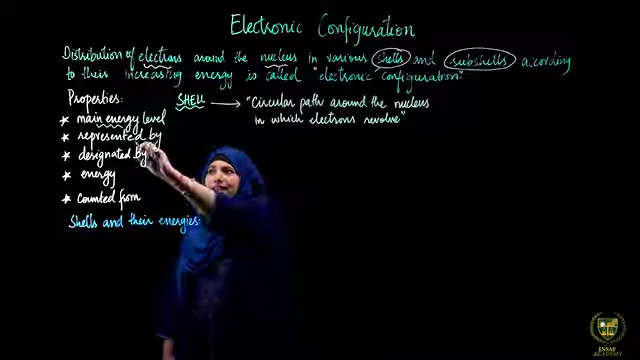 Electronic Configuration
Distribution of electrons around the nucleus in various shells and subshells according
to their increasing energy is called "electronic configuration"
Properties:
SHELL → "Circular path around the nucleus
in which electrons revolve"
* main energy level
* represented by
* designated by
* energy
* counted from
Shells and their energies:
INSAF
ACADEMY